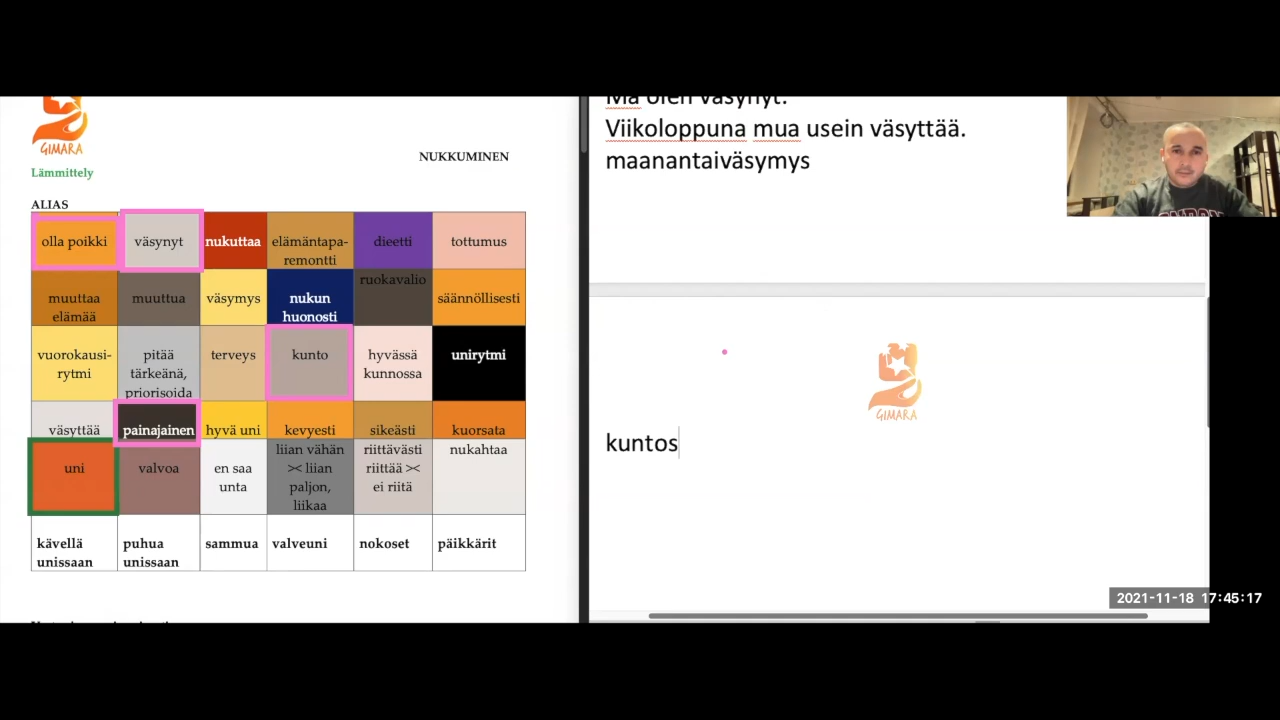 GIMARA
NUKKUMINEN
Lämmittely
ALIAS
olla poikki
väsynyt
nukuttaa
elämäntapa-
remontti
dieetti
tottumus
muuttaa
elämää
muuttua
väsymys
nukun
huonosti
ruokavalio
säännöllisesti
vuorokausi-
rytmi
pitää
tärkeänä,
priorisoida
terveys
kunto
hyvässä
kunnossa
unirytmi
väsyttää
painajainen
hyvä uni
kevyesti
sikeästi
kuorsata
uni
valvoa
en saa
unta
liian vähän
>< liian
paljon,
liikaa
riittävästi
riittää ><
ei riitä
nukahtaa
kävellä
unissaan
puhua
unissaan
sammua
valveuni
nokoset
päikkärit
Mä olen väsynyt.
Viikoloppuna mua usein väsyttää.
maanantaiväsymys
GIMARA
kuntos
2021-11-18 17:45:17